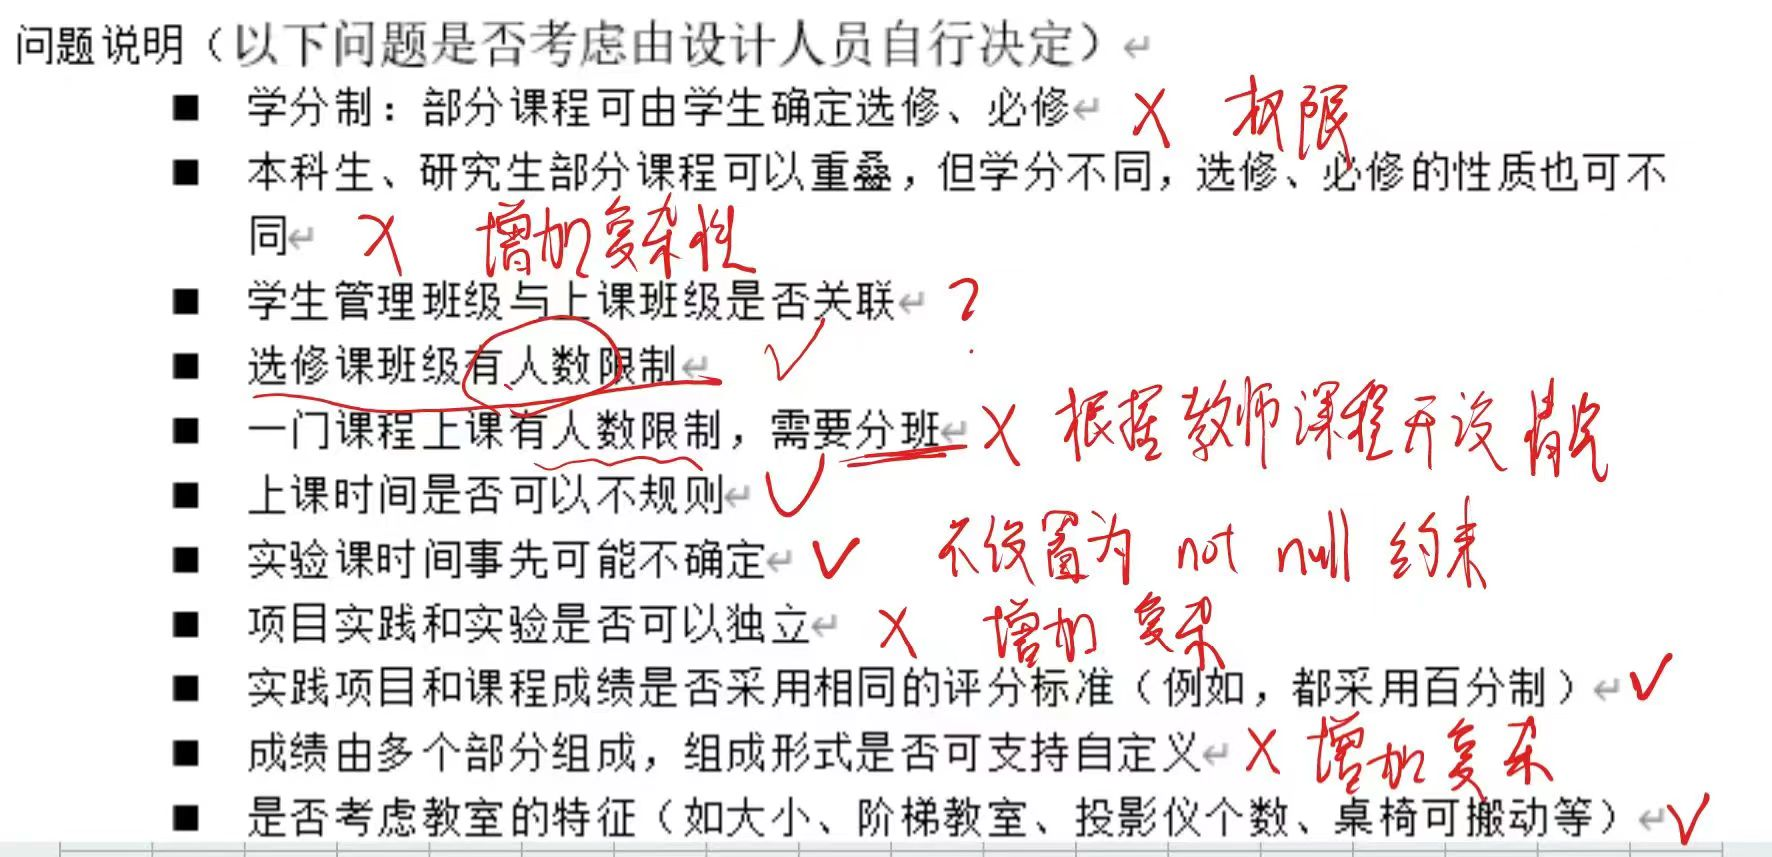 问题说明（以下问题是否考虑由设计人员自行决定）↵
■ 学分制：部分课程可由学生确定选修、必修↵ × 权限
■ 本科生、研究生部分课程可以重叠，但学分不同，选修、必修的性质也可不
同↵ × 增加复杂性
■ 学生管理班级与上课班级是否关联↵ ?
■ 选修课班级有人数限制↵ ✓
■ 一门课程上课有人数限制，需要分班↵ × 根据教师课程开设情况
■ 上课时间是否可以不规则↵ ✓
■ 实验课时间事先可能不确定↵ ✓ 不设置为 not null 约束
■ 项目实践和实验是否可以独立↵ × 增加复杂
■ 实践项目和课程成绩是否采用相同的评分标准（例如，都采用百分制）↵ ✓
■ 成绩由多个部分组成，组成形式是否可支持自定义↵ × 增加复杂
■ 是否考虑教室的特征（如大小、阶梯教室、投影仪个数、桌椅可搬动等）↵ ✓